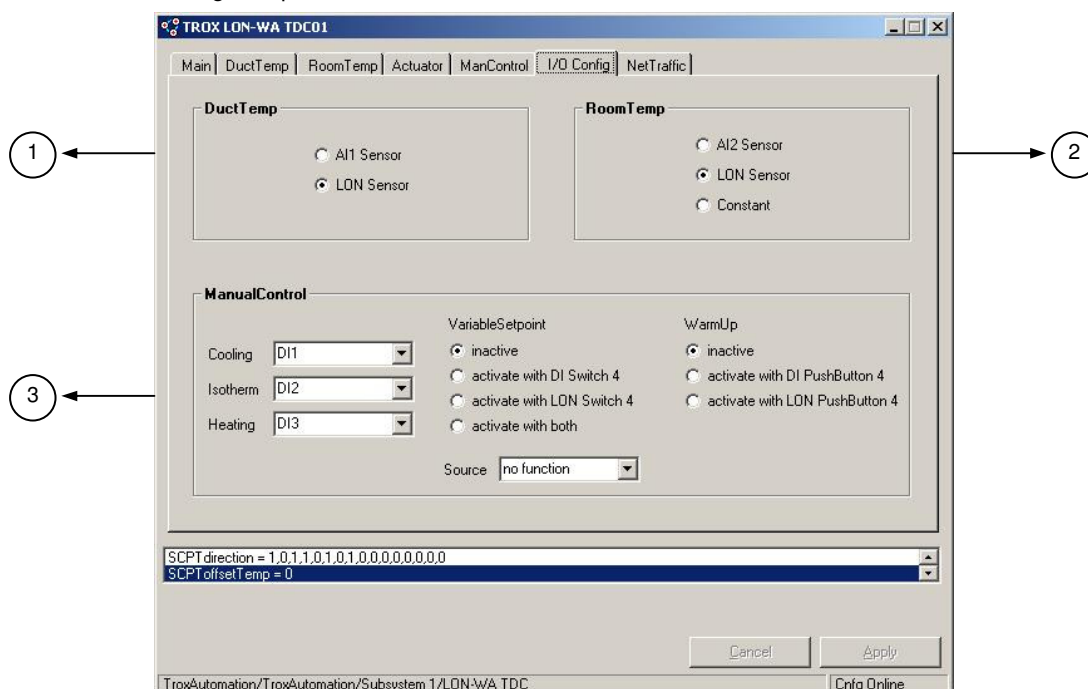 TROX LON-WA TDC01
Main DuctTemp RoomTemp Actuator ManControl I/O Config NetTraffic
DuctTemp
AI1 Sensor
LON Sensor
RoomTemp
AI2 Sensor
LON Sensor
Constant
1
2
ManualControl
VariableSetpoint
WarmUp
Cooling DI1
Isotherm DI2
Heating DI3
inactive
activate with DI Switch 4
activate with LON Switch 4
activate with both
inactive
activate with DI PushButton 4
activate with LON PushButton 4
3
Source no function
SCPTdirection = 1,0,1,1,0,1,0,1,0,0,0,0,0,0,0,0
SCPToffsetTemp = 0
Cancel Apply
TroxAutomation/TroxAutomation/Subsystem 1/LON-WA TDC Cnfg Online